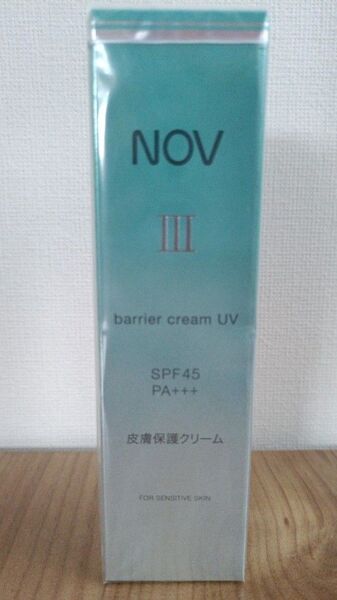 NOV
III
barrier cream UV
SPF45
PA+++
皮膚保護クリーム
FOR SENSITIVE SKIN